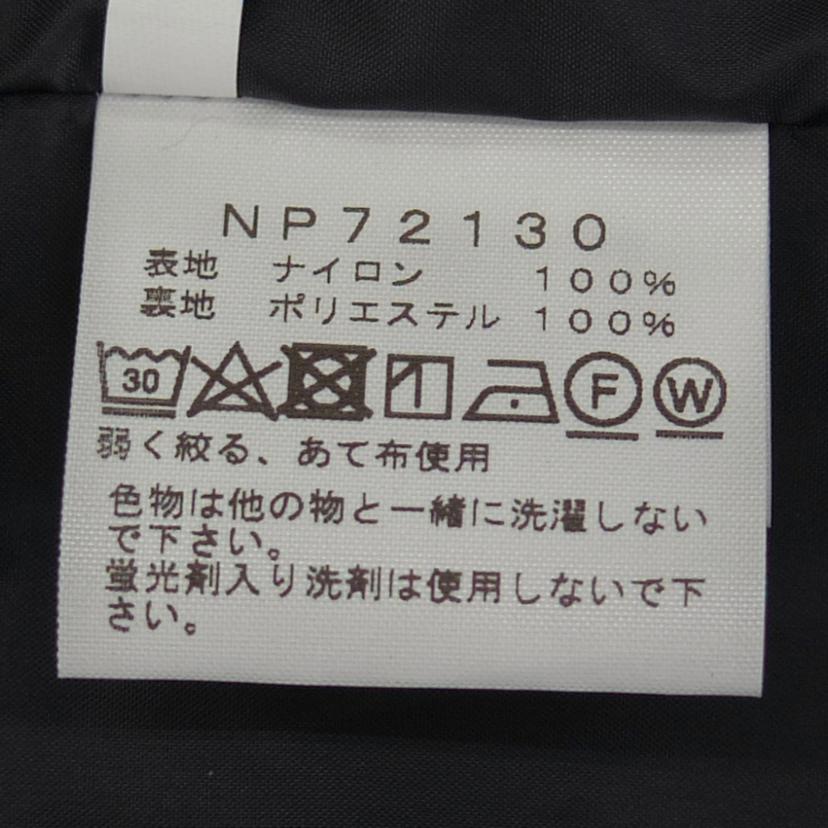 NP72130
表地 ナイロン 100%
裏地 ポリエステル 100%
30 F W
弱く絞る、あて布使用
色物は他の物と一緒に洗濯しない
で下さい。
蛍光剤入り洗剤は使用しないで下
さい。